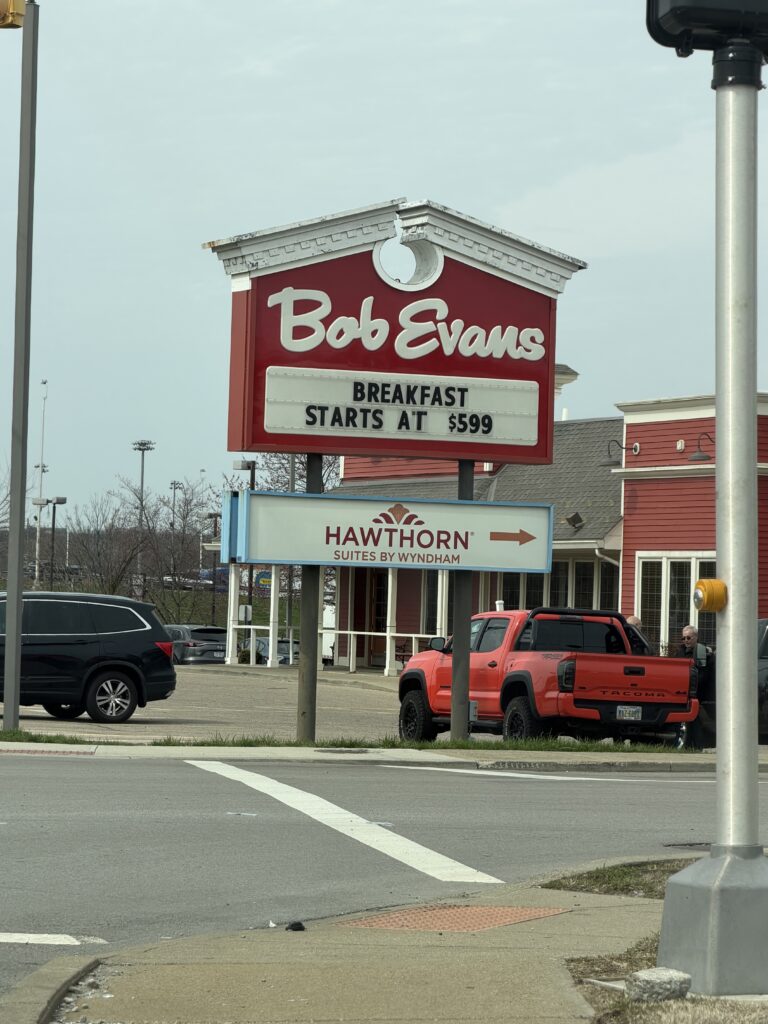 Bob Evans
BREAKFAST
STARTS AT $599
HAWTHORN®
SUITES BY WYNDHAM
TACOMA